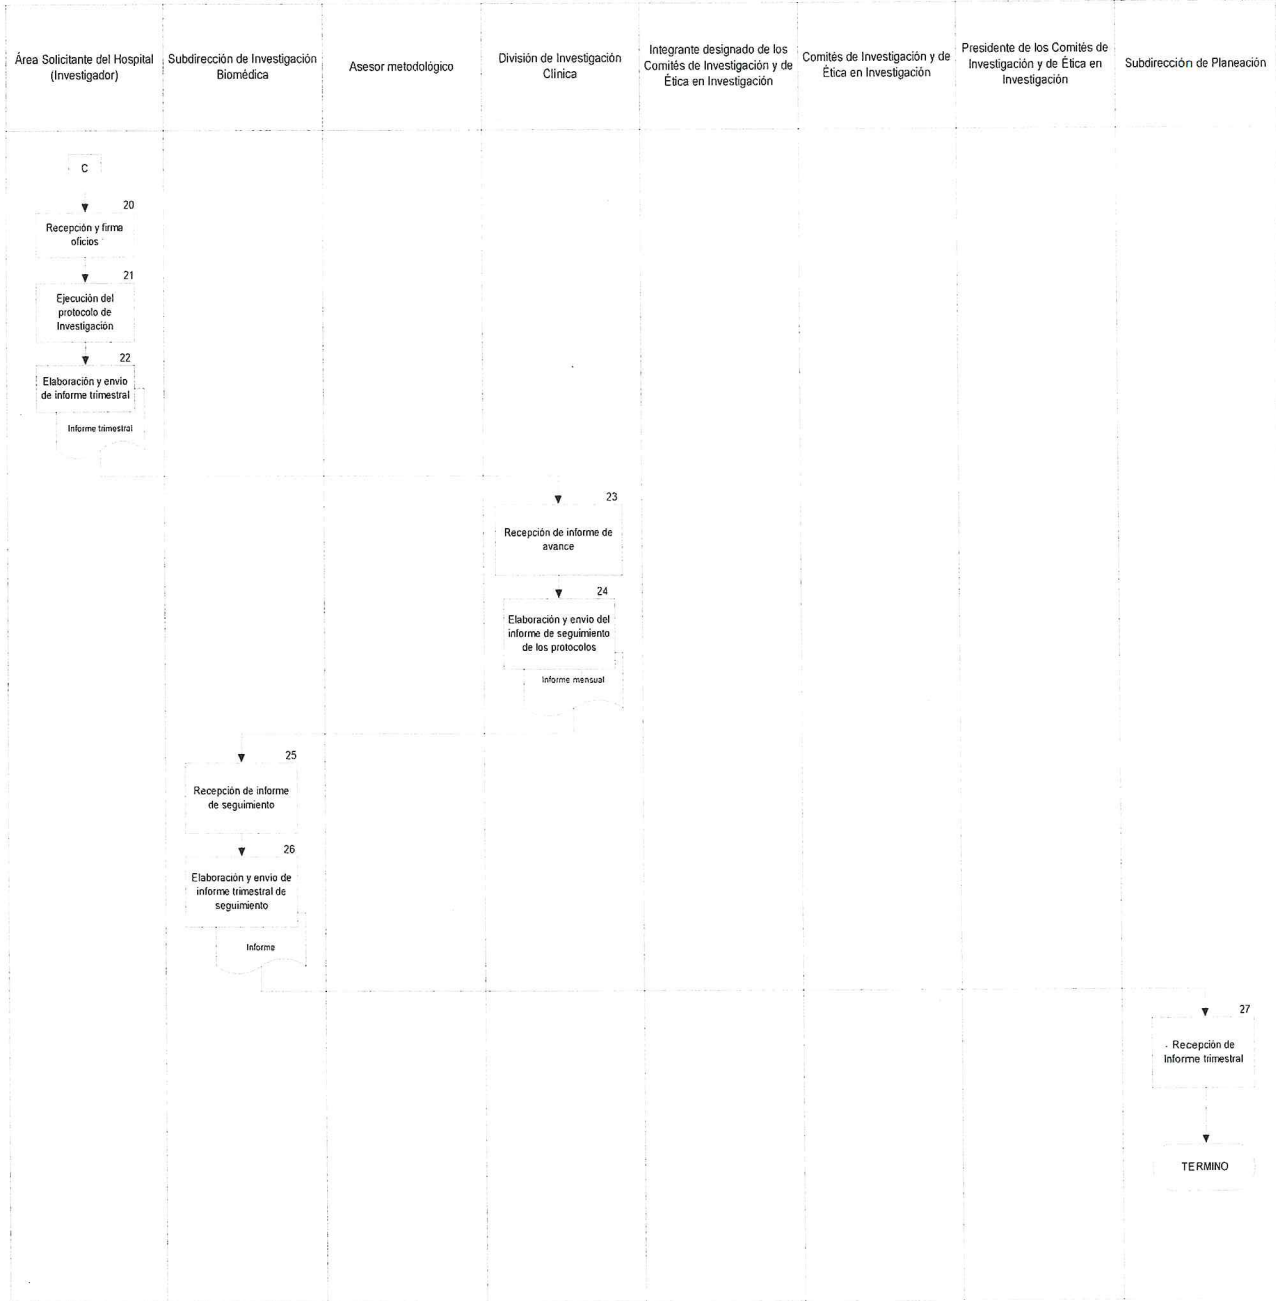 Área Solicitante del Hospital
(Investigador)
Subdirección de Investigación
Biomédica
Asesor metodológico
División de Investigación
Clínica
Integrante designado de los
Comités de Investigación y de
Ética en Investigación
Comités de Investigación y de
Ética en Investigación
Presidente de los Comités de
Investigación y de Ética en
Investigación
Subdirección de Planeación
C
20
Recepción y firma
oficios
21
Ejecución del
protocolo de
Investigación
22
Elaboración y envio
de informe trimestral
Informe trimestral
23
Recepción de informe de
avance
24
Elaboración y envio del
informe de seguimiento
de los protocolos
Informe mensual
25
Recepción de informe
de seguimiento
26
Elaboración y envio de
informe trimestral de
seguimiento
Informe
27
Recepción de
Informe trimestral
TERMINO